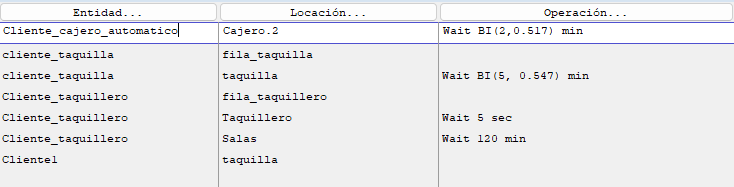 Entidad... Locación... Operación...
Cliente_cajero_automatico Cajero.2 Wait BI(2,0.517) min
cliente_taquilla fila_taquilla
cliente_taquilla taquilla Wait BI(5, 0.547) min
Cliente_taquillero fila_taquillero
Cliente_taquillero Taquillero Wait 5 sec
Cliente_taquillero Salas Wait 120 min
Cliente1 taquilla